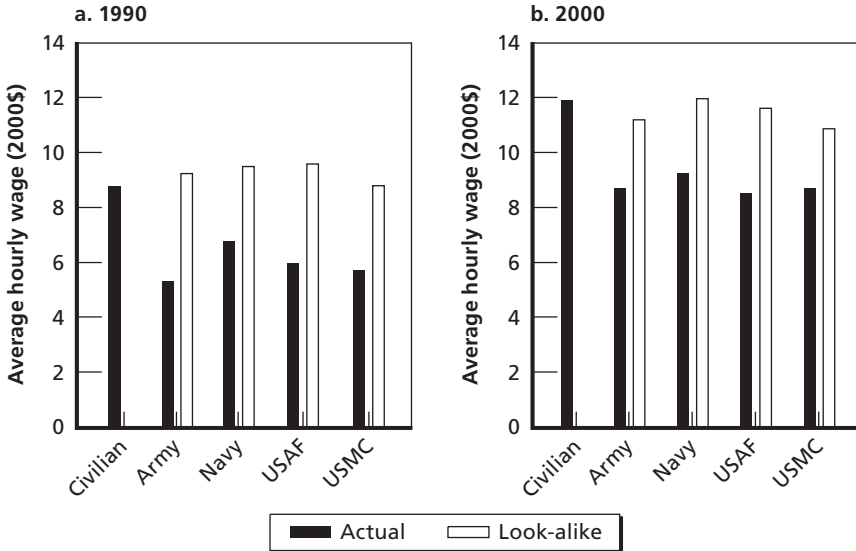 a. 1990
Average hourly wage (2000$)
14
12
10
8
6
4
2
0
Civilian
Army
Navy
USAF
USMC
b. 2000
Average hourly wage (2000$)
14
12
10
8
6
4
2
0
Civilian
Army
Navy
USAF
USMC
Actual
Look-alike